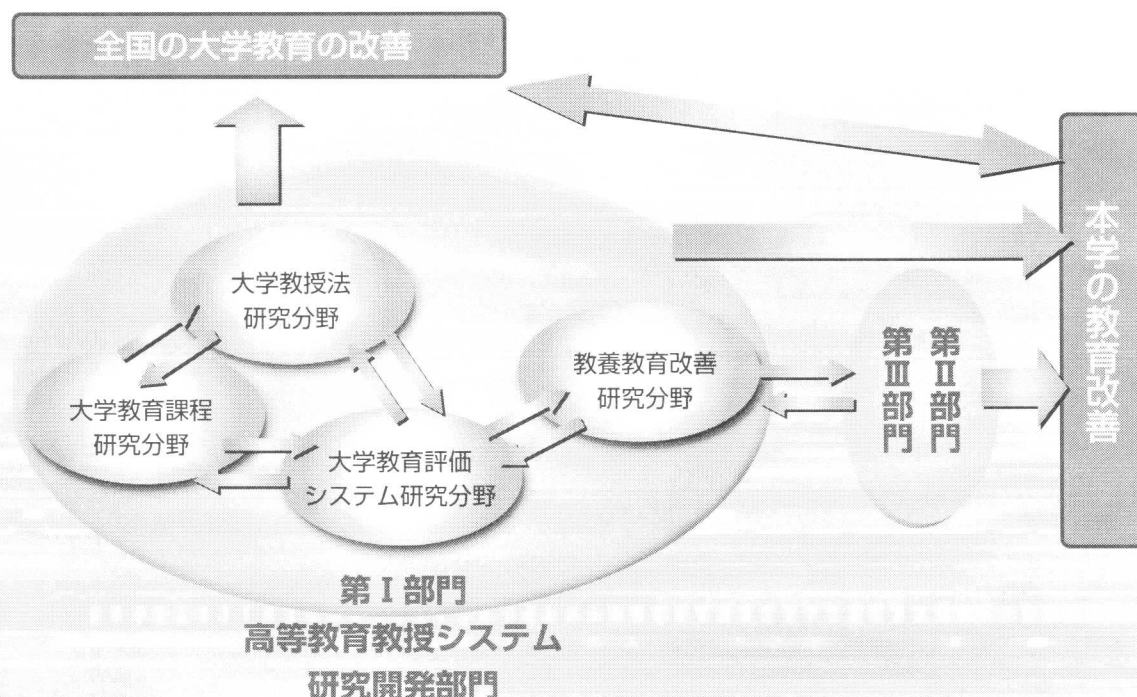 全国の大学教育の改善
本学の教育改善
大学教授法
研究分野
教養教育改善
研究分野
第Ⅱ部門
第Ⅲ部門
大学教育課程
研究分野
大学教育評価
システム研究分野
第Ⅰ部門
高等教育教授システム
研究開発部門